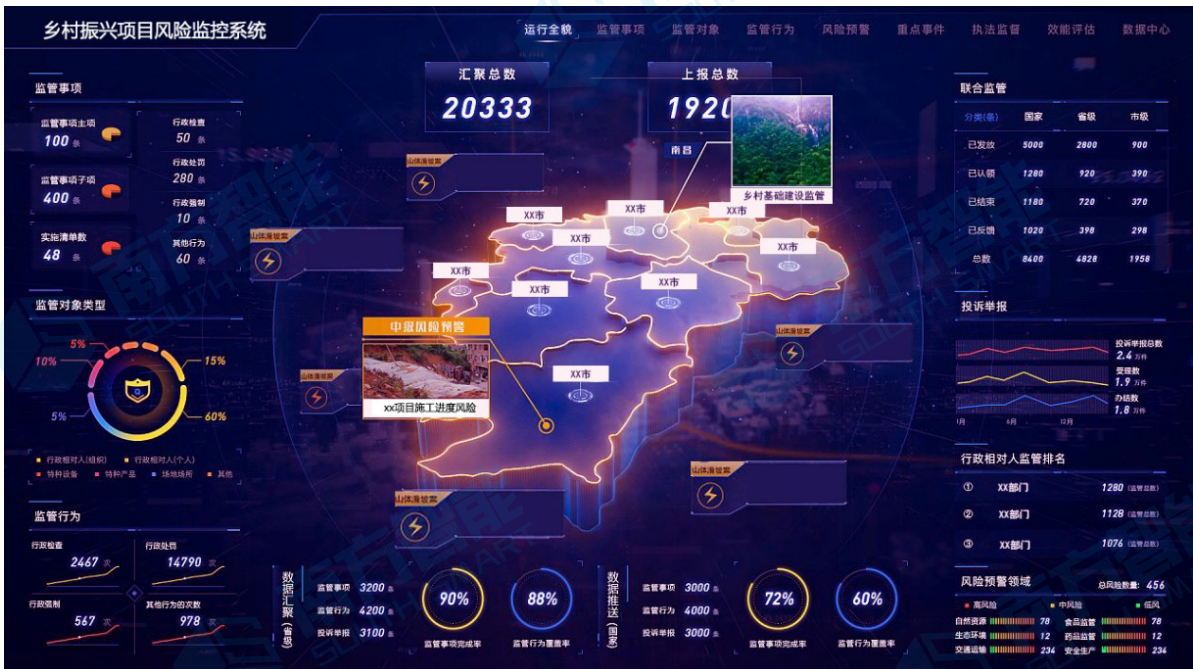 乡村振兴项目风险监控系统
运行全貌 监管事项 监管对象 监管行为 风险预警 重点事件 执法监督 效能评估 数据中心
监管事项
监管事项主项
100 条
监管事项子项
400 条
实施清单数
48 条
行政检查
50 条
行政处罚
280 条
行政强制
10 条
其他行为
60 条
监管对象类型
5%
10%
15%
5%
60%
行政相对人(组织) 行政相对人(个人)
特种设备 特种产品 场地场所 其他
监管行为
行政检查
2467 次
行政处罚
14790 次
行政强制
567 次
其他行为的次数
978 次
汇聚总数
20333
上报总数
1920
南昌
乡村基础建设监管
山体滑坡案
山体滑坡案
XX市
XX市
XX市
XX市
XX市
XX市
XX市
XX市
XX市
中级风险预警
xx项目施工进度风险
山体滑坡案
山体滑坡案
山体滑坡案
山体滑坡案
数据汇聚(省级)
监管事项 3200 条
监管行为 4200 条
投诉举报 3100 条
90%
监管事项完成率
88%
监管行为覆盖率
数据推送(国家)
监管事项 3000 条
监管行为 4000 条
投诉举报 3000 条
72%
监管事项完成率
60%
监管行为覆盖率
联合监管
分类(条) 国家 省级 市级
已发放 5000 2800 900
已认领 1280 920 390
已结束 1180 720 370
已反馈 1020 398 298
总数 8400 4828 1958
投诉举报
投诉举报总数
2.4 万件
受理数
1.9 万件
办结数
1.8 万件
1月 6月 12月
行政相对人监管排名
① XX部门 1280 (监管总数)
② XX部门 1128 (监管总数)
③ XX部门 1076 (监管总数)
风险预警领域 总风险数量: 456
高风险 中风险 低风
自然资源 78 食品监管 78
生态环境 12 药品监管 12
交通运输 234 安全生产 234
南方智能
SOUTH SMART